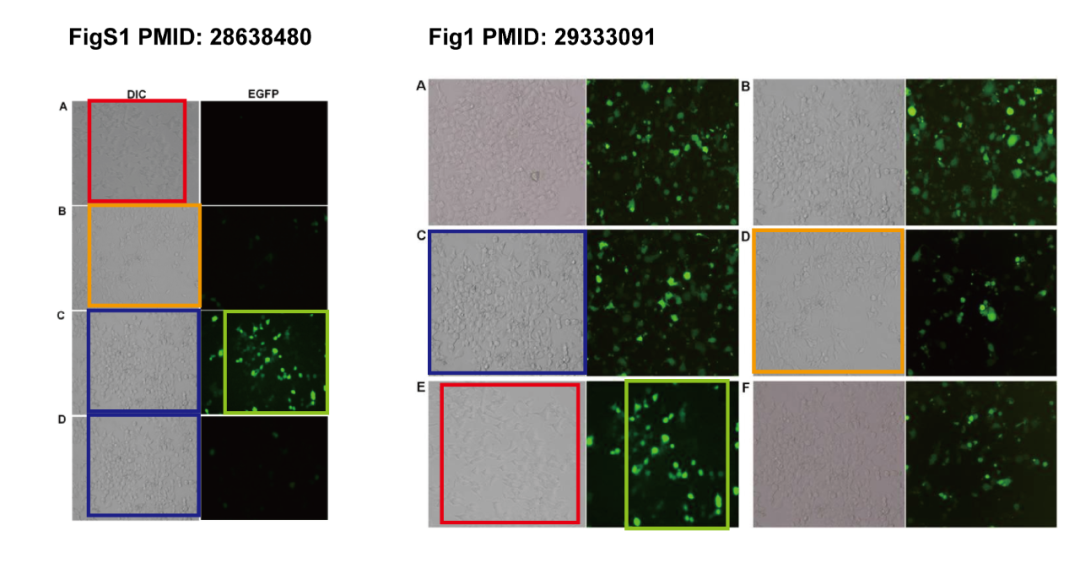 FigS1 PMID: 28638480
Fig1 PMID: 29333091
DIC
EGFP
A
B
C
D
A
B
C
D
E
F